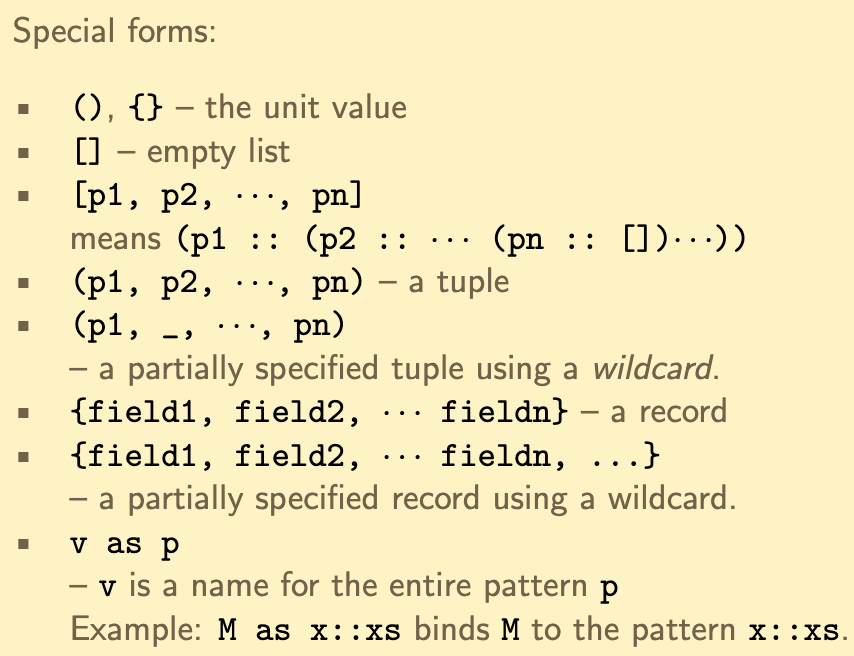 Special forms:
▪ (), {} – the unit value
▪ [] – empty list
▪ [p1, p2, ···, pn]
means (p1 :: (p2 :: ··· (pn :: [])···))
▪ (p1, p2, ···, pn) – a tuple
▪ (p1, _, ···, pn)
– a partially specified tuple using a wildcard.
▪ {field1, field2, ··· fieldn} – a record
▪ {field1, field2, ··· fieldn, ...}
– a partially specified record using a wildcard.
▪ v as p
– v is a name for the entire pattern p
Example: M as x::xs binds M to the pattern x::xs.